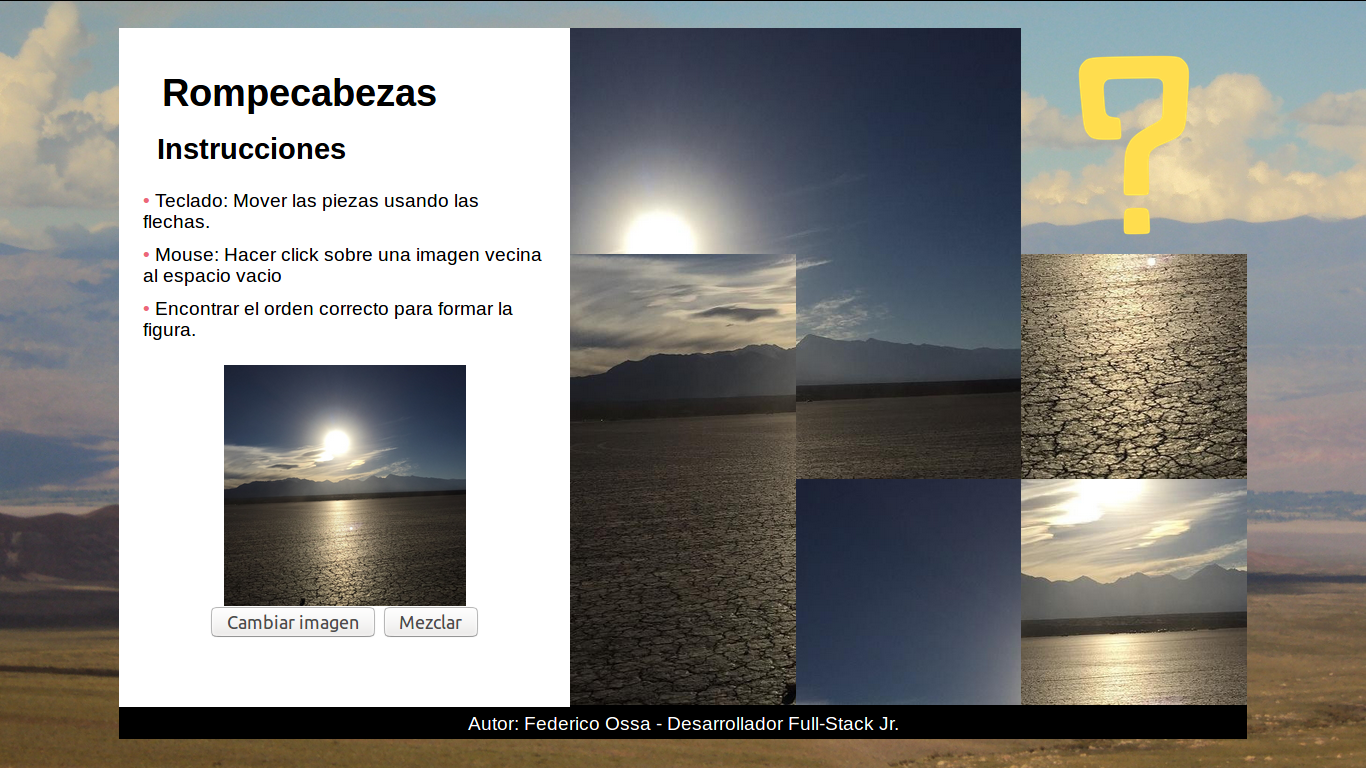 Rompecabezas
Instrucciones
• Teclado: Mover las piezas usando las
flechas.
• Mouse: Hacer click sobre una imagen vecina
al espacio vacio
• Encontrar el orden correcto para formar la
figura.
Cambiar imagen
Mezclar
?
Autor: Federico Ossa - Desarrollador Full-Stack Jr.